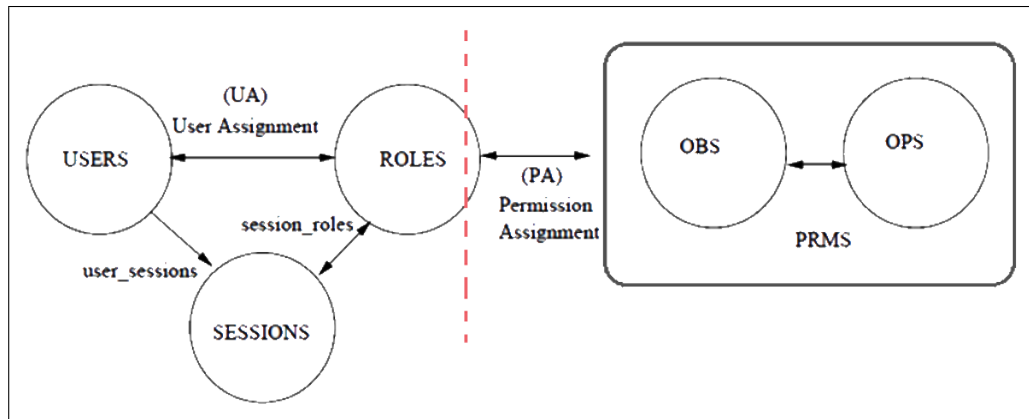 (UA)
User Assignment
USERS
ROLES
OBS
OPS
(PA)
Permission
Assignment
session_roles
PRMS
user_sessions
SESSIONS